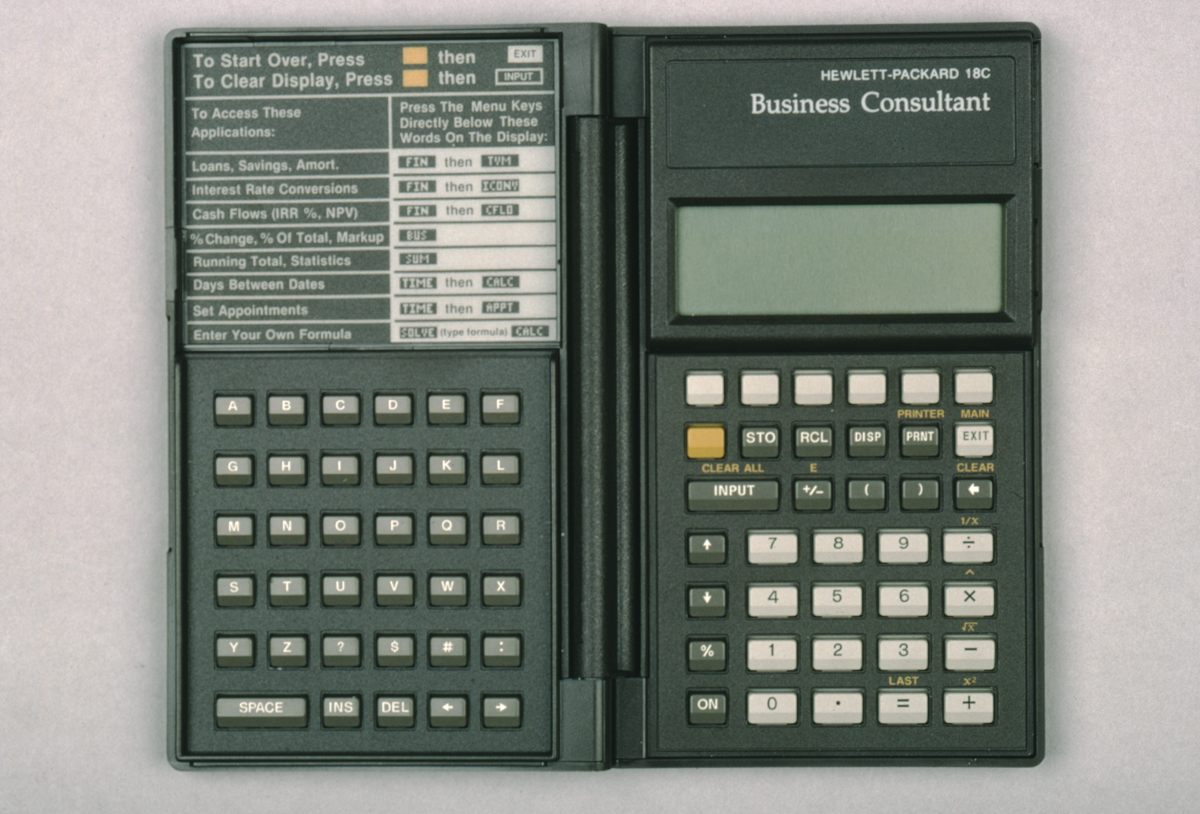 To Start Over, Press then EXIT
To Clear Display, Press then INPUT
To Access These
Applications:
Press The Menu Keys
Directly Below These
Words On The Display:
Loans, Savings, Amort. FIN then TVM
Interest Rate Conversions FIN then ICONV
Cash Flows (IRR %, NPV) FIN then CFLO
%Change, % Of Total, Markup BUS
Running Total, Statistics SUM
Days Between Dates TIME then CALC
Set Appointments TIME then APPT
Enter Your Own Formula SOLVE (type formula) CALC
A B C D E F
G H I J K L
M N O P Q R
S T U V W X
Y Z ? $ # :
SPACE INS DEL ← →
HEWLETT-PACKARD 18C
Business Consultant
PRINTER MAIN
STO RCL DISP PRNT EXIT
CLEAR ALL E CLEAR
INPUT +/– ( ) ←
1/X
↑ 7 8 9 ÷
^
↓ 4 5 6 ×
√x
% 1 2 3 −
LAST x²
ON 0 . = +